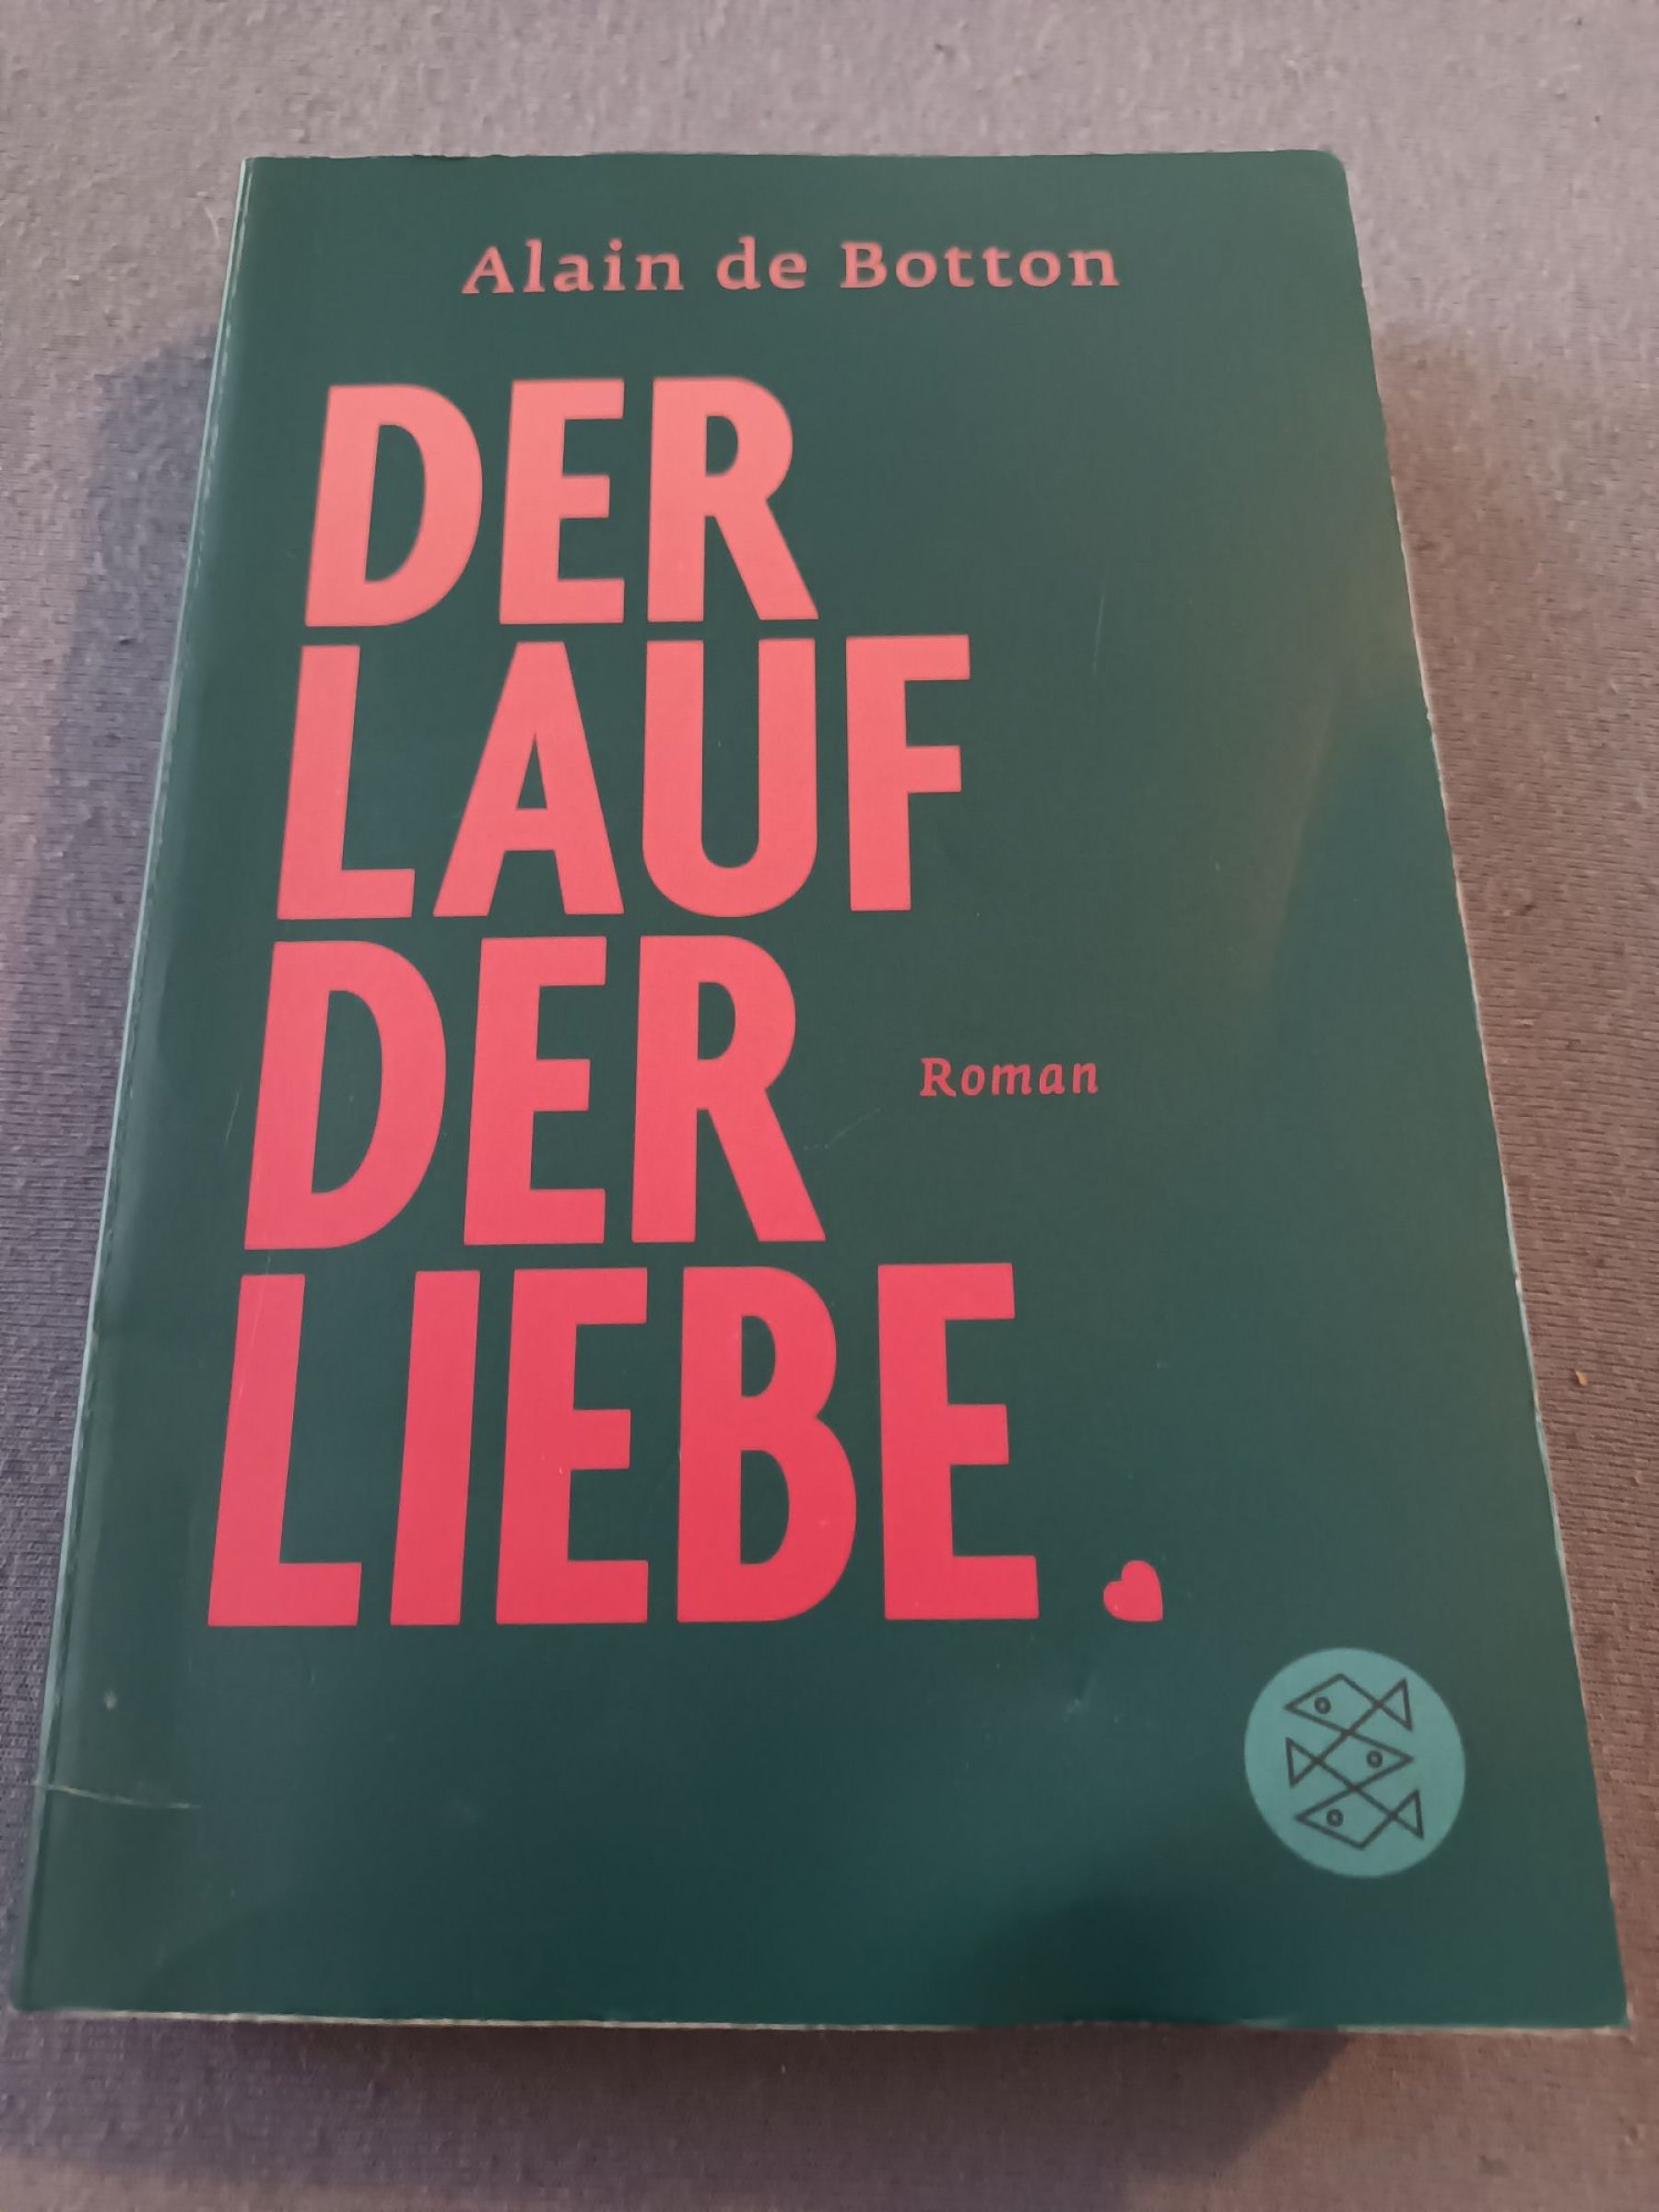 Alain de Botton
DER
LAUF
DER
Roman
LIEBE.